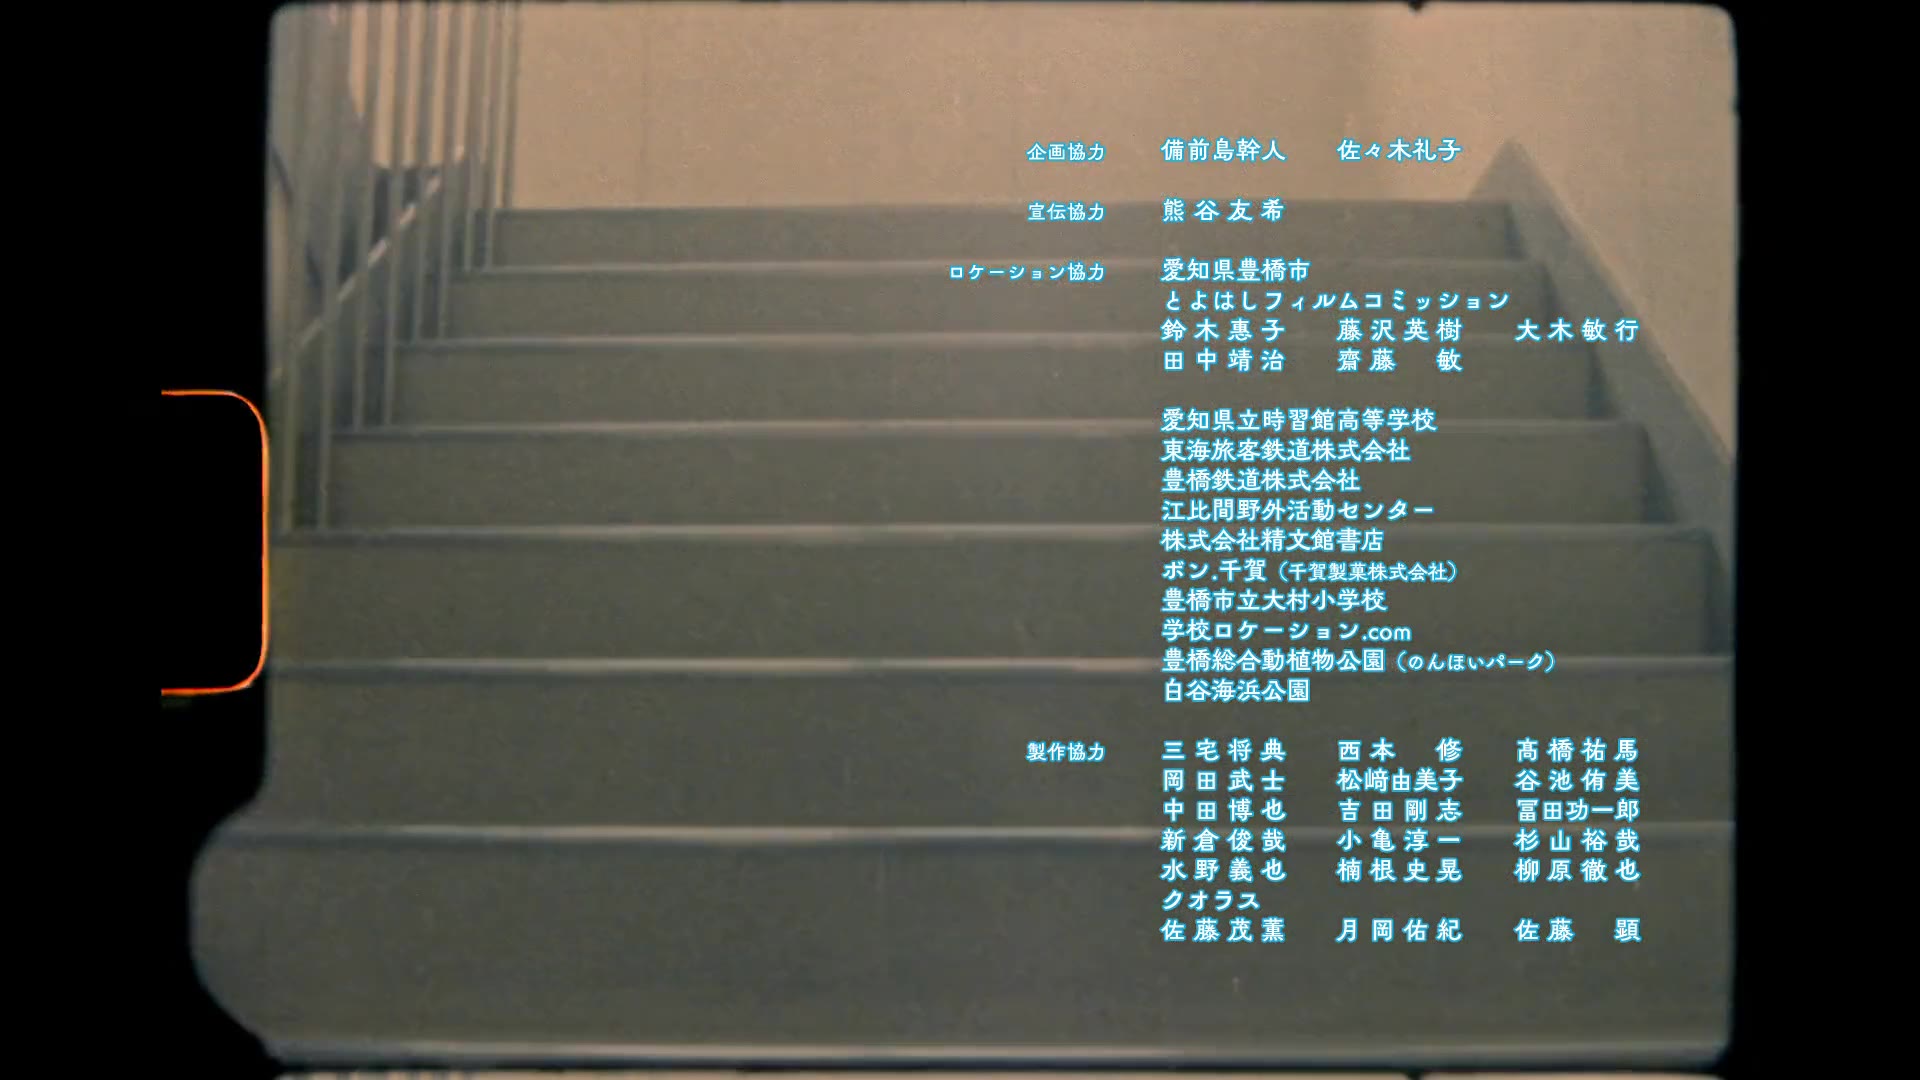 企画協力 備前島幹人 佐々木礼子
宣伝協力 熊谷友希
ロケーション協力 愛知県豊橋市
とよはしフィルムコミッション
鈴木惠子 藤沢英樹 大木敏行
田中靖治 齋藤敏
愛知県立時習館高等学校
東海旅客鉄道株式会社
豊橋鉄道株式会社
江比間野外活動センター
株式会社精文館書店
ボン.千賀（千賀製菓株式会社）
豊橋市立大村小学校
学校ロケーション.com
豊橋総合動植物公園（のんほいパーク）
白谷海浜公園
製作協力 三宅将典 西本修 髙橋祐馬
岡田武士 松﨑由美子 谷池侑美
中田博也 吉田剛志 冨田功一郎
新倉俊哉 小亀淳一 杉山裕哉
水野義也 楠根史晃 柳原徹也
クオラス
佐藤茂薫 月岡佑紀 佐藤顕